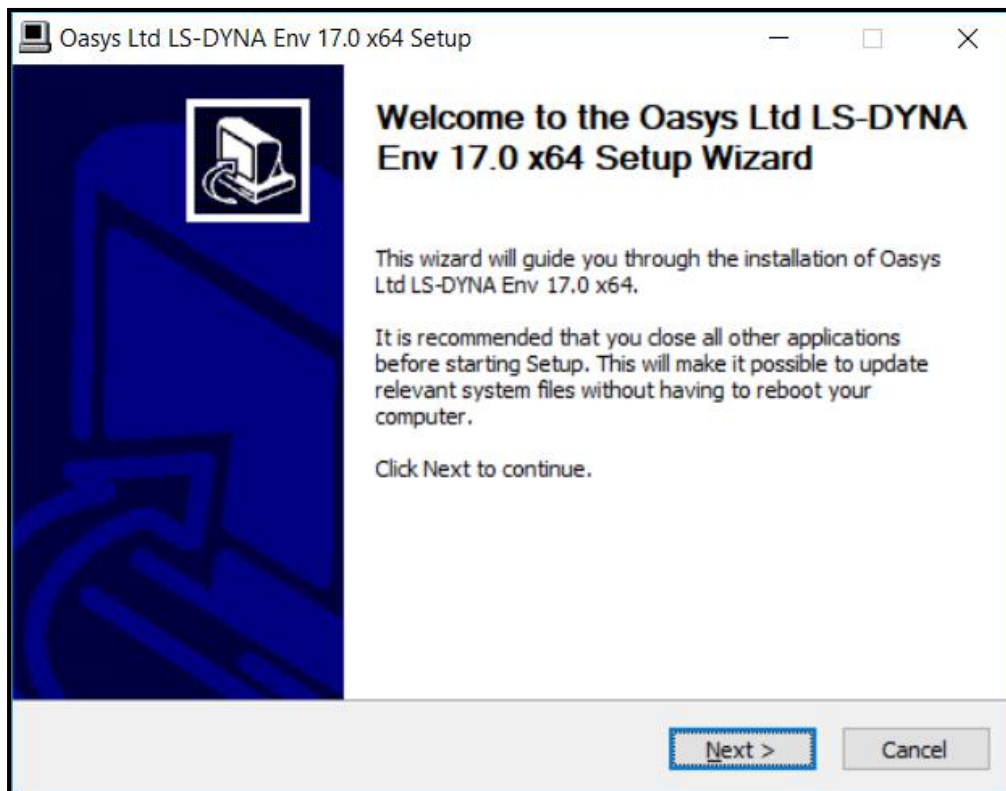 Oasys Ltd LS-DYNA Env 17.0 x64 Setup
Welcome to the Oasys Ltd LS-DYNA
Env 17.0 x64 Setup Wizard
This wizard will guide you through the installation of Oasys
Ltd LS-DYNA Env 17.0 x64.
It is recommended that you close all other applications
before starting Setup. This will make it possible to update
relevant system files without having to reboot your
computer.
Click Next to continue.
Next >
Cancel